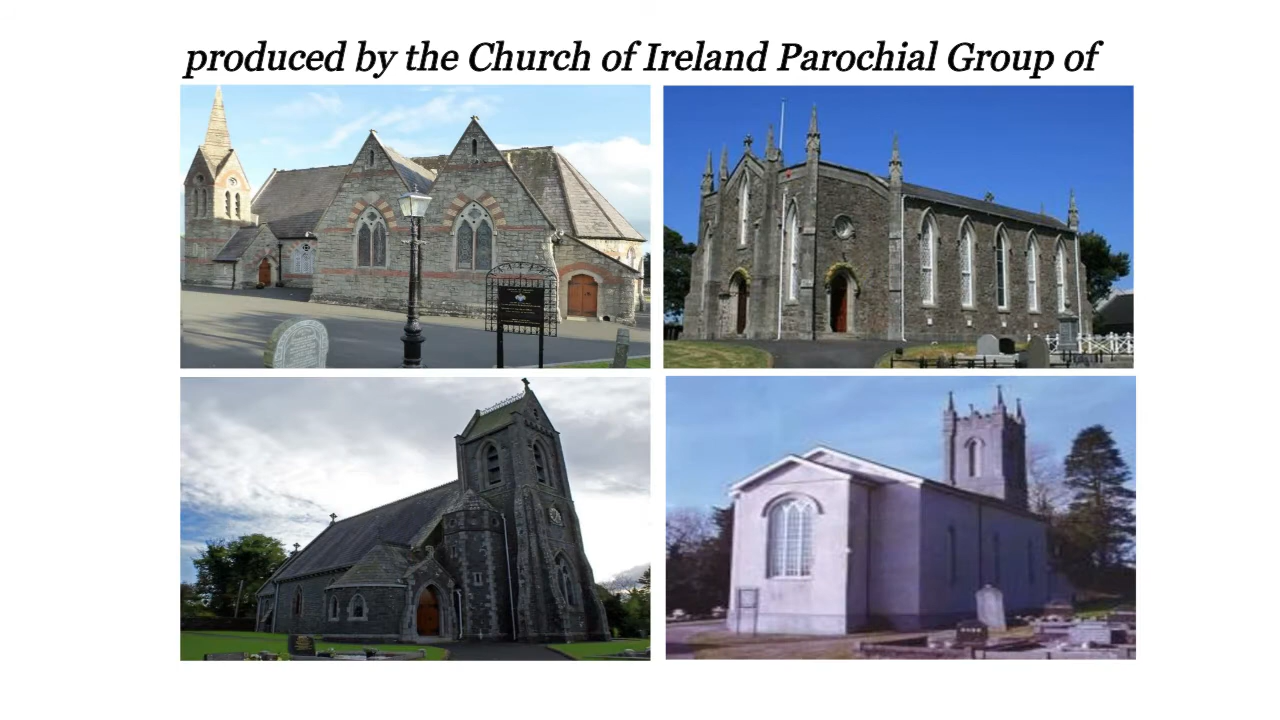 produced by the Church of Ireland Parochial Group of